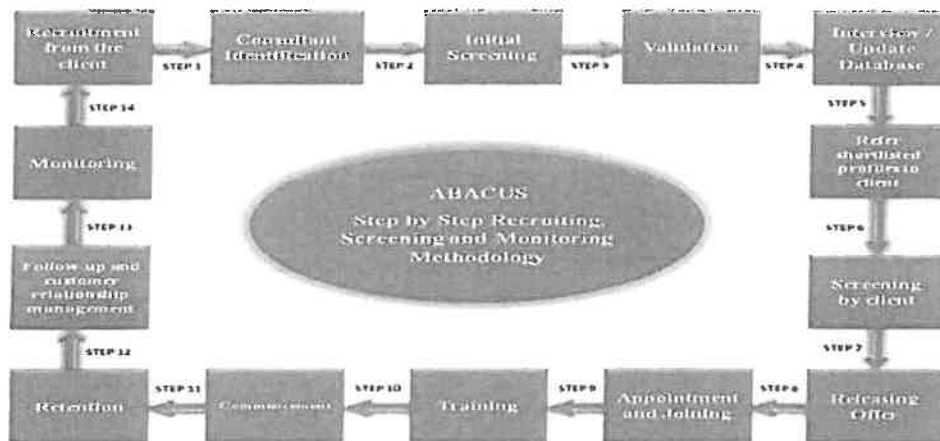 Recruitment
from the
client
STEP 1
Consultant
Identification
STEP 2
Initial
Screening
STEP 3
Validation
STEP 4
Interview /
Update
Database
STEP 5
Refer
shortlisted
profiles to
client
STEP 6
Screening
by client
STEP 7
Releasing
Offer
STEP 8
Appointment
and Joining
STEP 9
Training
STEP 10
STEP 11
Retention
STEP 12
Follow up and
customer
relationship
management
STEP 13
Monitoring
STEP 14
ABACUS
Step by Step Recruiting,
Screening and Monitoring
Methodology